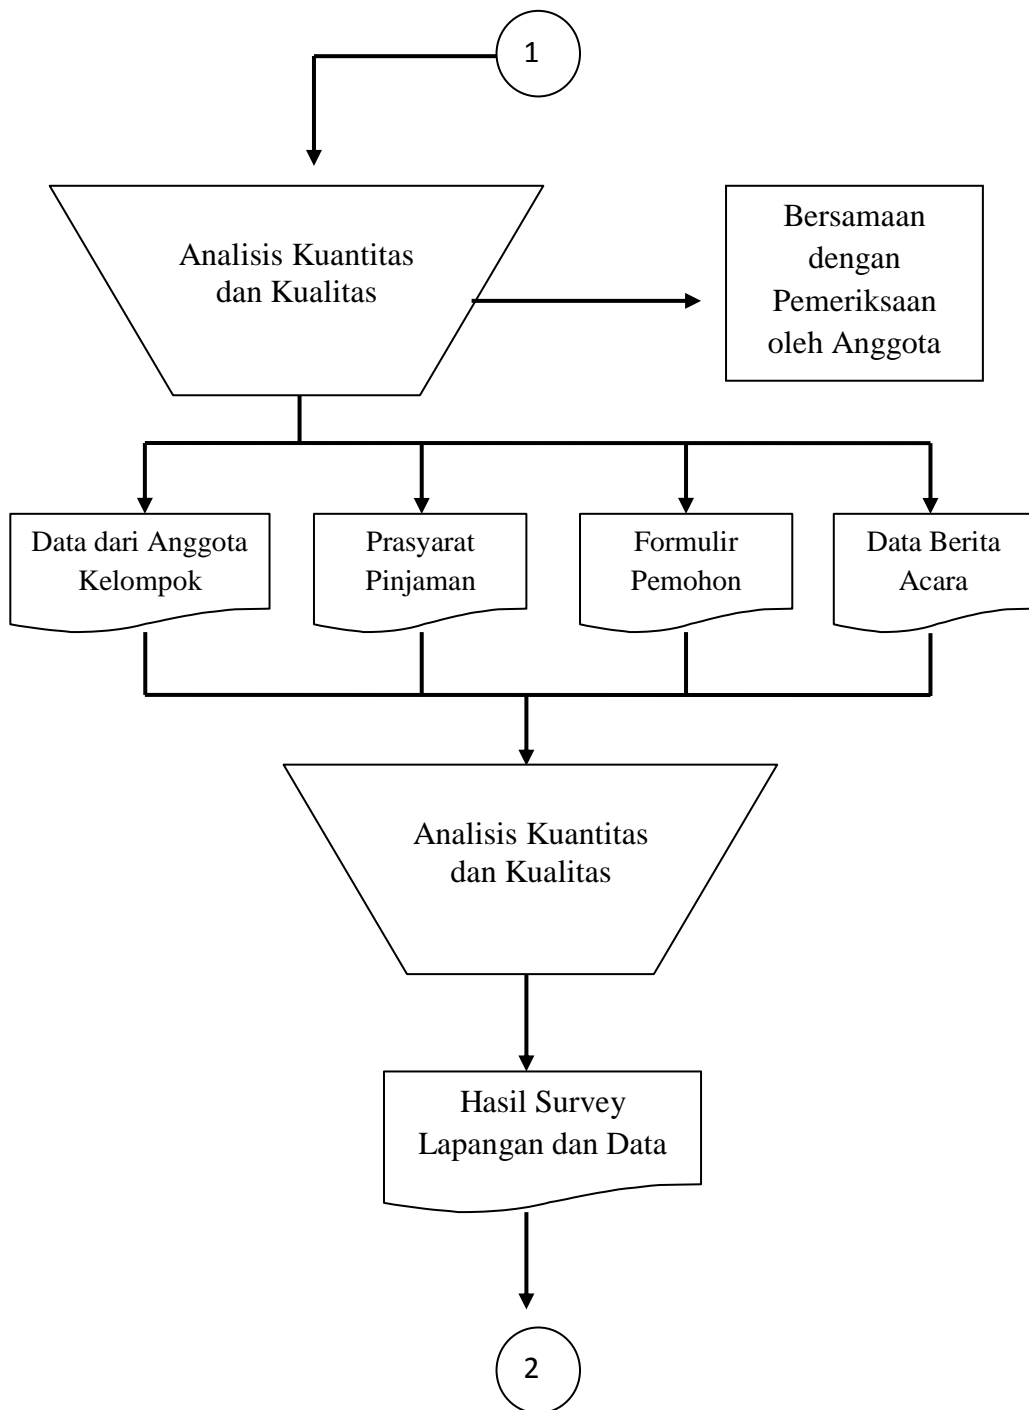 1
Analisis Kuantitas
dan Kualitas
Bersamaan
dengan
Pemeriksaan
oleh Anggota
Data dari Anggota
Kelompok
Prasyarat
Pinjaman
Formulir
Pemohon
Data Berita
Acara
Analisis Kuantitas
dan Kualitas
Hasil Survey
Lapangan dan Data
2